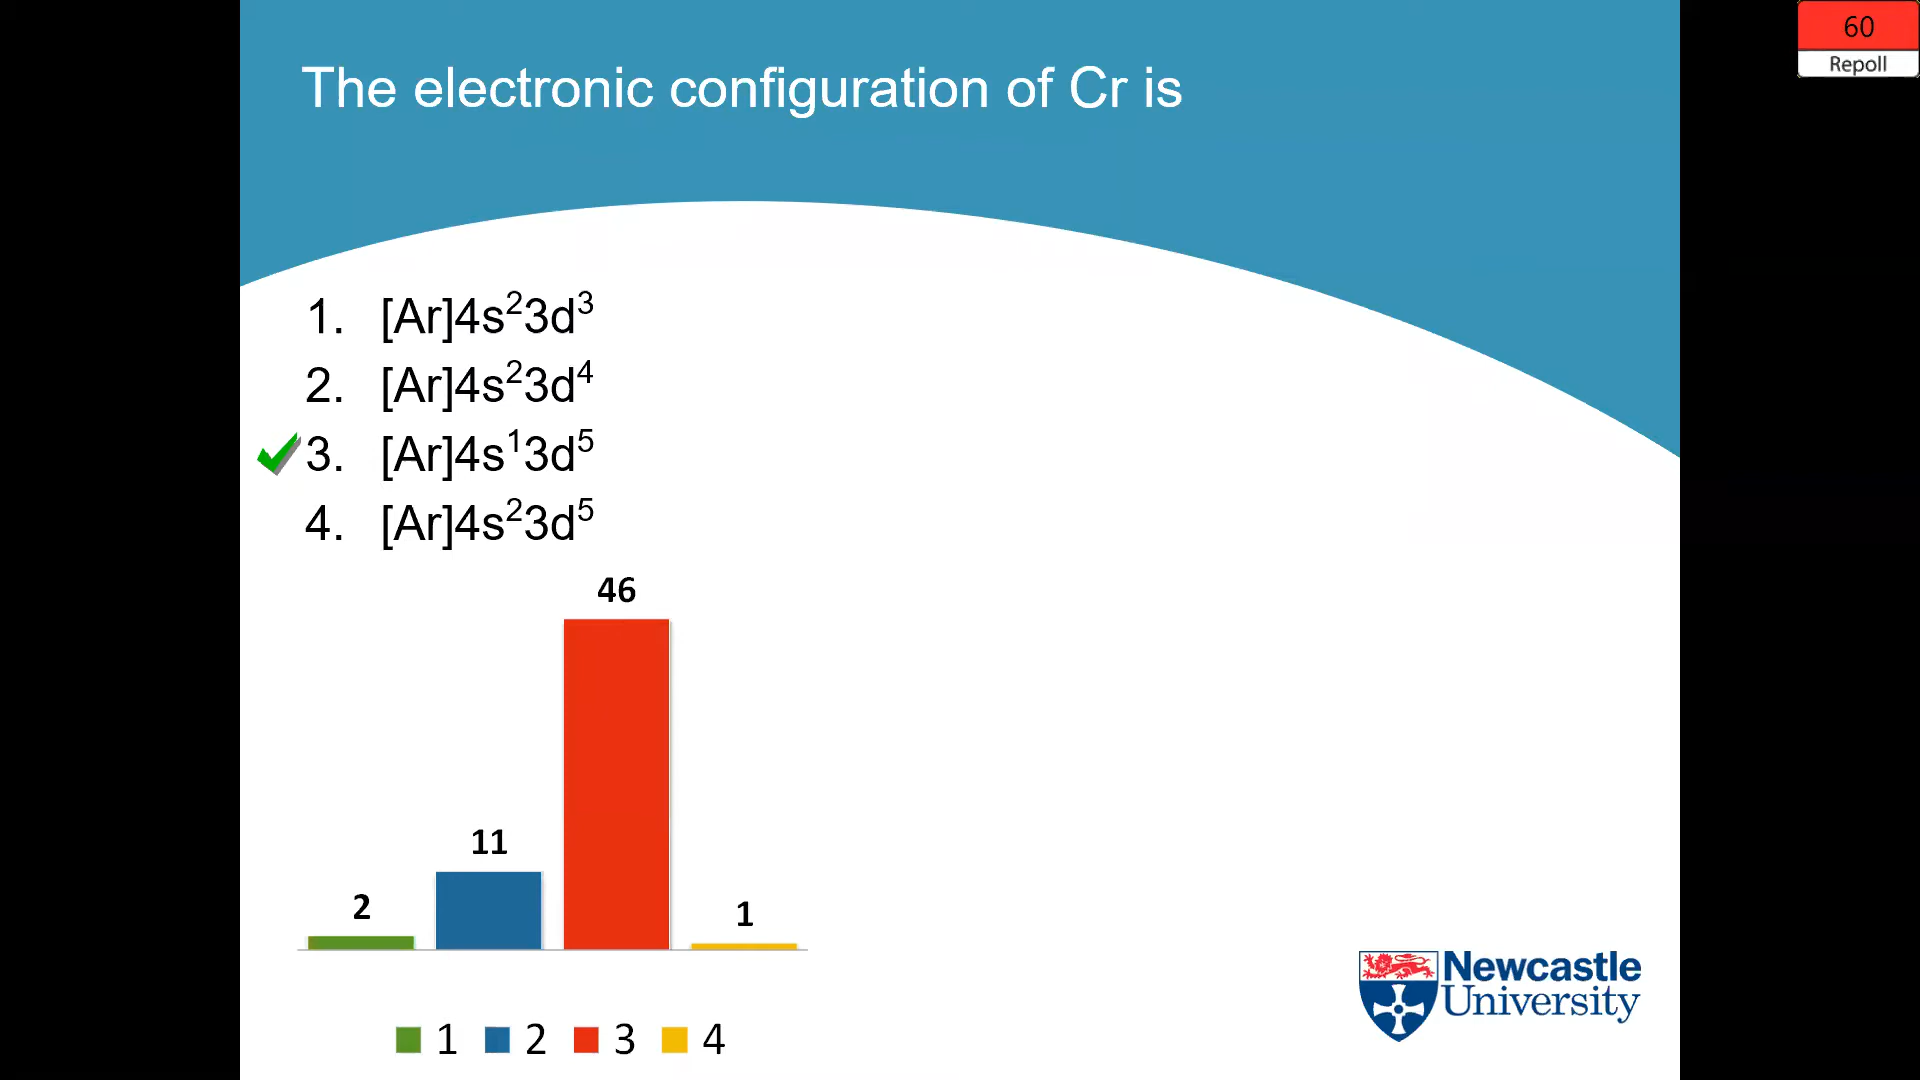 The electronic configuration of Cr is
60
Repoll
1. [Ar]4s²3d³
2. [Ar]4s²3d⁴
3. [Ar]4s¹3d⁵
4. [Ar]4s²3d⁵
46
11
2
1
1 2 3 4
Newcastle
University